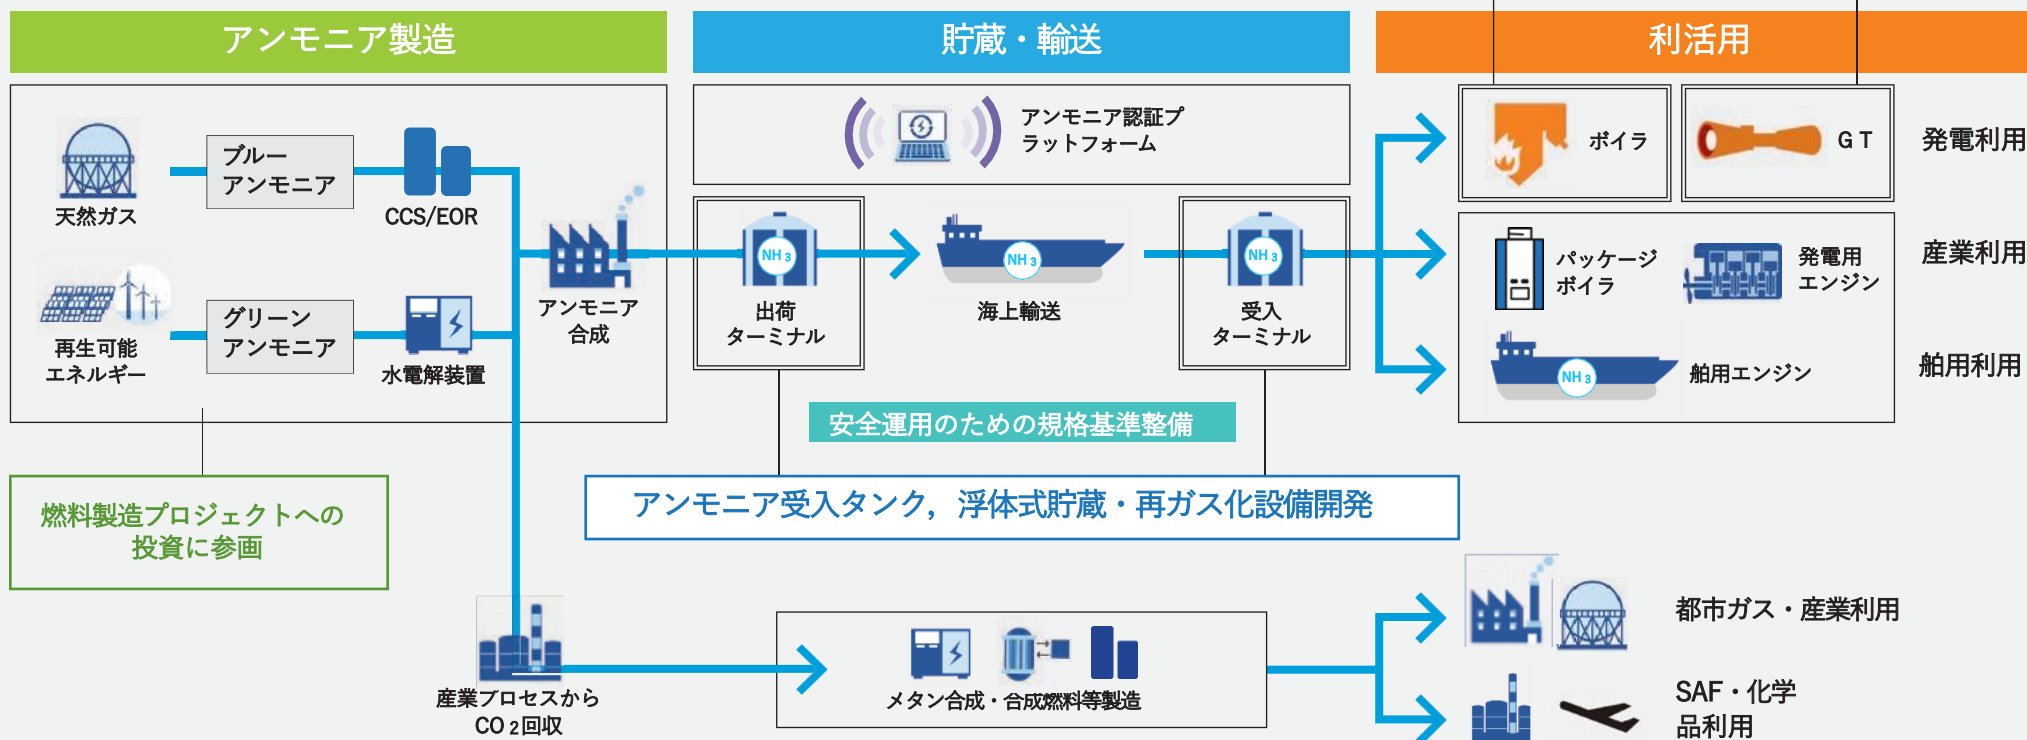 アンモニア製造
貯蔵・輸送
利活用
天然ガス
ブルー
アンモニア
CCS/EOR
再生可能
エネルギー
グリーン
アンモニア
水電解装置
アンモニア
合成
アンモニア認証プ
ラットフォーム
NH3
出荷
ターミナル
NH3
海上輸送
NH3
受入
ターミナル
ボイラ
GT
発電利用
パッケージ
ボイラ
発電用
エンジン
産業利用
NH3
舶用エンジン
舶用利用
安全運用のための規格基準整備
燃料製造プロジェクトへの
投資に参画
アンモニア受入タンク，浮体式貯蔵・再ガス化設備開発
産業プロセスから
CO2回収
メタン合成・合成燃料等製造
都市ガス・産業利用
SAF・化学
品利用